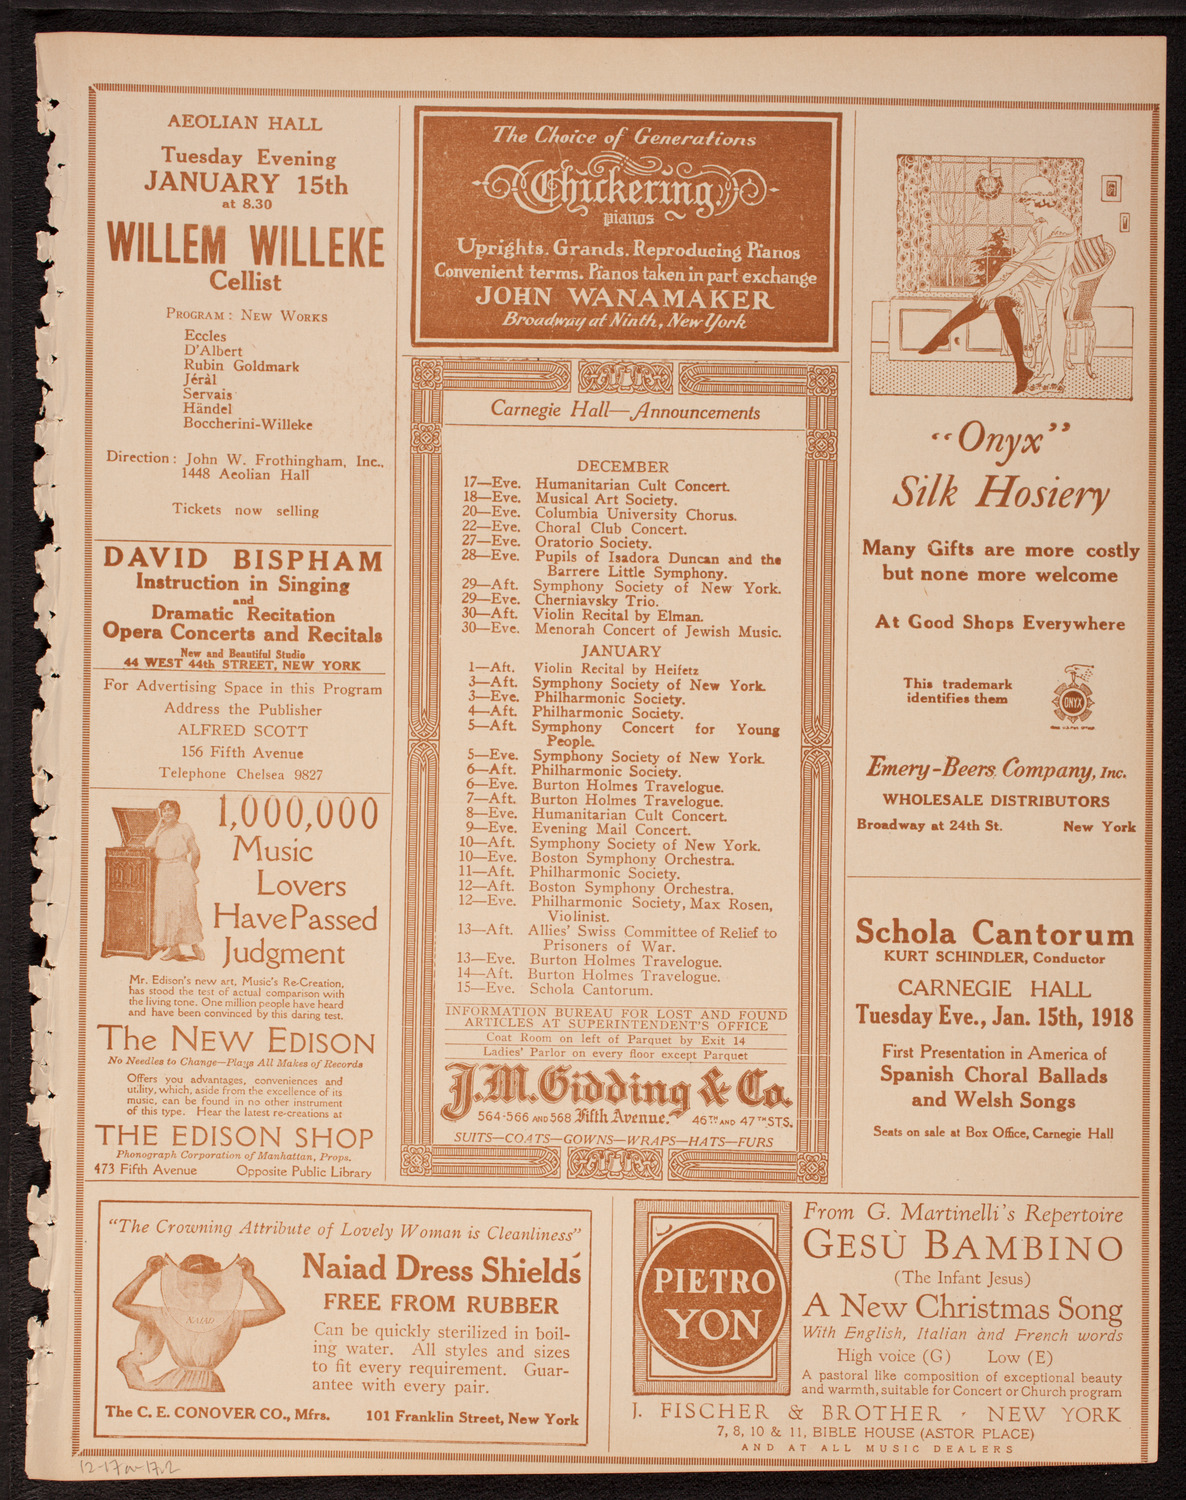 AEOLIAN HALL
Tuesday Evening
JANUARY 15th
at 8.30
WILLEM WILLEKE
Cellist
PROGRAM: NEW WORKS
Eccles
D'Albert
Rubin Goldmark
Jéràl
Servais
Händel
Boccherini-Willeke
Direction: John W. Frothingham, Inc.,
1448 Aeolian Hall
Tickets now selling
DAVID BISPHAM
Instruction in Singing
and
Dramatic Recitation
Opera Concerts and Recitals
New and Beautiful Studio
44 WEST 44th STREET, NEW YORK
For Advertising Space in this Program
Address the Publisher
ALFRED SCOTT
156 Fifth Avenue
Telephone Chelsea 9827
1,000,000
Music
Lovers
Have Passed
Judgment
Mr. Edison's new art, Music's Re-Creation,
has stood the test of actual comparison with
the living tone. One million people have heard
and have been convinced by this daring test.
The NEW EDISON
No Needles to Change—Plays All Makes of Records
Offers you advantages, conveniences and
utility, which, aside from the excellence of its
music, can be found in no other instrument
of this type. Hear the latest re-creations at
THE EDISON SHOP
Phonograph Corporation of Manhattan, Props.
473 Fifth Avenue Opposite Public Library
The Choice of Generations
Chickering
pianos
Uprights. Grands. Reproducing Pianos
Convenient terms. Pianos taken in part exchange
JOHN WANAMAKER
Broadway at Ninth, New York
Carnegie Hall—Announcements
DECEMBER
17—Eve. Humanitarian Cult Concert.
18—Eve. Musical Art Society.
20—Eve. Columbia University Chorus.
22—Eve. Choral Club Concert.
27—Eve. Oratorio Society.
28—Eve. Pupils of Isadora Duncan and the
Barrere Little Symphony.
29—Aft. Symphony Society of New York.
29—Eve. Cherniavsky Trio.
30—Aft. Violin Recital by Elman.
30—Eve. Menorah Concert of Jewish Music.
JANUARY
1—Aft. Violin Recital by Heifetz
3—Aft. Symphony Society of New York.
3—Eve. Philharmonic Society.
4—Aft. Philharmonic Society.
5—Aft. Symphony Concert for Young
People.
5—Eve. Symphony Society of New York.
6—Aft. Philharmonic Society.
6—Eve. Burton Holmes Travelogue.
7—Aft. Burton Holmes Travelogue.
8—Eve. Humanitarian Cult Concert.
9—Eve. Evening Mail Concert.
10—Aft. Symphony Society of New York.
10—Eve. Boston Symphony Orchestra.
11—Aft. Philharmonic Society.
12—Aft. Boston Symphony Orchestra.
12—Eve. Philharmonic Society, Max Rosen,
Violinist.
13—Aft. Allies' Swiss Committee of Relief to
Prisoners of War.
13—Eve. Burton Holmes Travelogue.
14—Aft. Burton Holmes Travelogue.
15—Eve. Schola Cantorum.
INFORMATION BUREAU FOR LOST AND FOUND
ARTICLES AT SUPERINTENDENT'S OFFICE
Coat Room on left of Parquet by Exit 14
Ladies' Parlor on every floor except Parquet
J.M. Gidding & Co.
564-566 AND 568 Fifth Avenue. 46TH AND 47TH STS.
SUITS—COATS—GOWNS—WRAPS—HATS—FURS
"Onyx"
Silk Hosiery
Many Gifts are more costly
but none more welcome
At Good Shops Everywhere
This trademark
identifies them
ONYX
Emery-Beers Company, Inc.
WHOLESALE DISTRIBUTORS
Broadway at 24th St. New York
Schola Cantorum
KURT SCHINDLER, Conductor
CARNEGIE HALL
Tuesday Eve., Jan. 15th, 1918
First Presentation in America of
Spanish Choral Ballads
and Welsh Songs
Seats on sale at Box Office, Carnegie Hall
"The Crowning Attribute of Lovely Woman is Cleanliness"
NAIAD
Naiad Dress Shields
FREE FROM RUBBER
Can be quickly sterilized in boil-
ing water. All styles and sizes
to fit every requirement. Guar-
antee with every pair.
The C. E. CONOVER CO., Mfrs. 101 Franklin Street, New York
PIETRO
YON
From G. Martinelli's Repertoire
GESÙ BAMBINO
(The Infant Jesus)
A New Christmas Song
With English, Italian and French words
High voice (G) Low (E)
A pastoral like composition of exceptional beauty
and warmth, suitable for Concert or Church program
J. FISCHER & BROTHER - NEW YORK
7, 8, 10 & 11, BIBLE HOUSE (ASTOR PLACE)
AND AT ALL MUSIC DEALERS